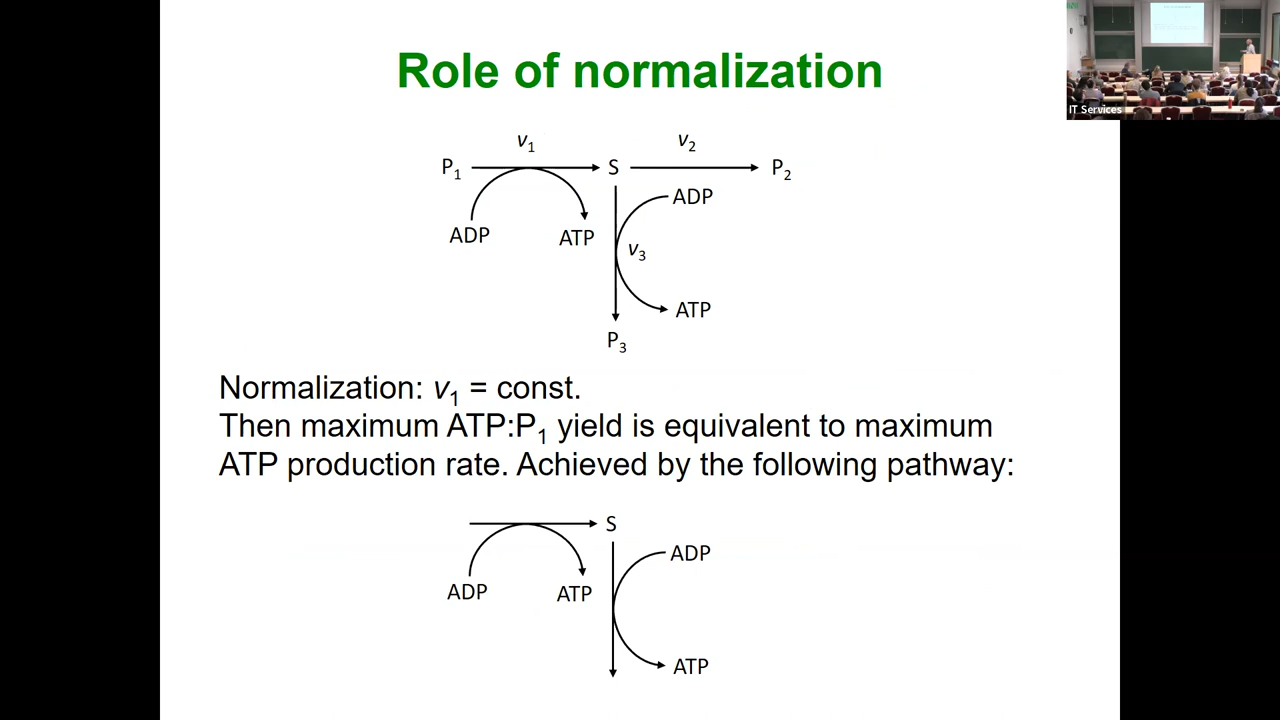 Role of normalization
v1 v2
P1 S P2
ADP
ADP ATP v3
ATP
P3
Normalization: v1 = const.
Then maximum ATP:P1 yield is equivalent to maximum
ATP production rate. Achieved by the following pathway:
S
ADP
ADP ATP
ATP
IT Services